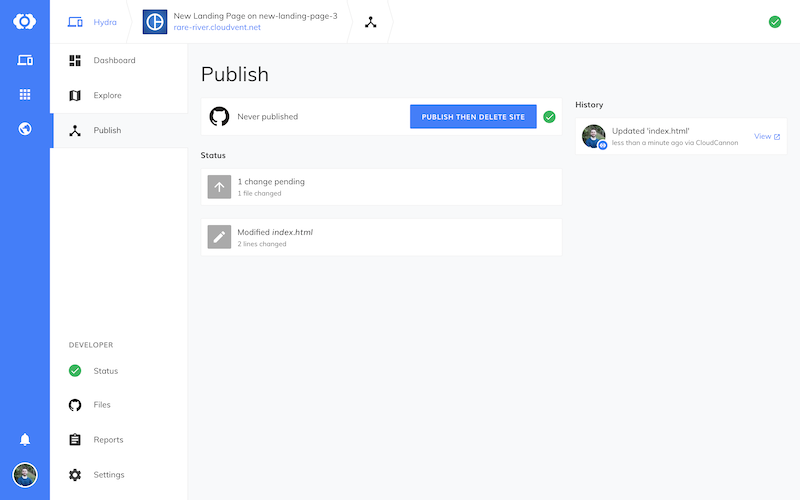 Hydra
New Landing Page on new-landing-page-3
rare-river.cloudvent.net
Dashboard
Explore
Publish
DEVELOPER
Status
Files
Reports
Settings
Publish
Never published
PUBLISH THEN DELETE SITE
Status
1 change pending
1 file changed
Modified index.html
2 lines changed
History
Updated 'index.html'
less than a minute ago via CloudCannon
View